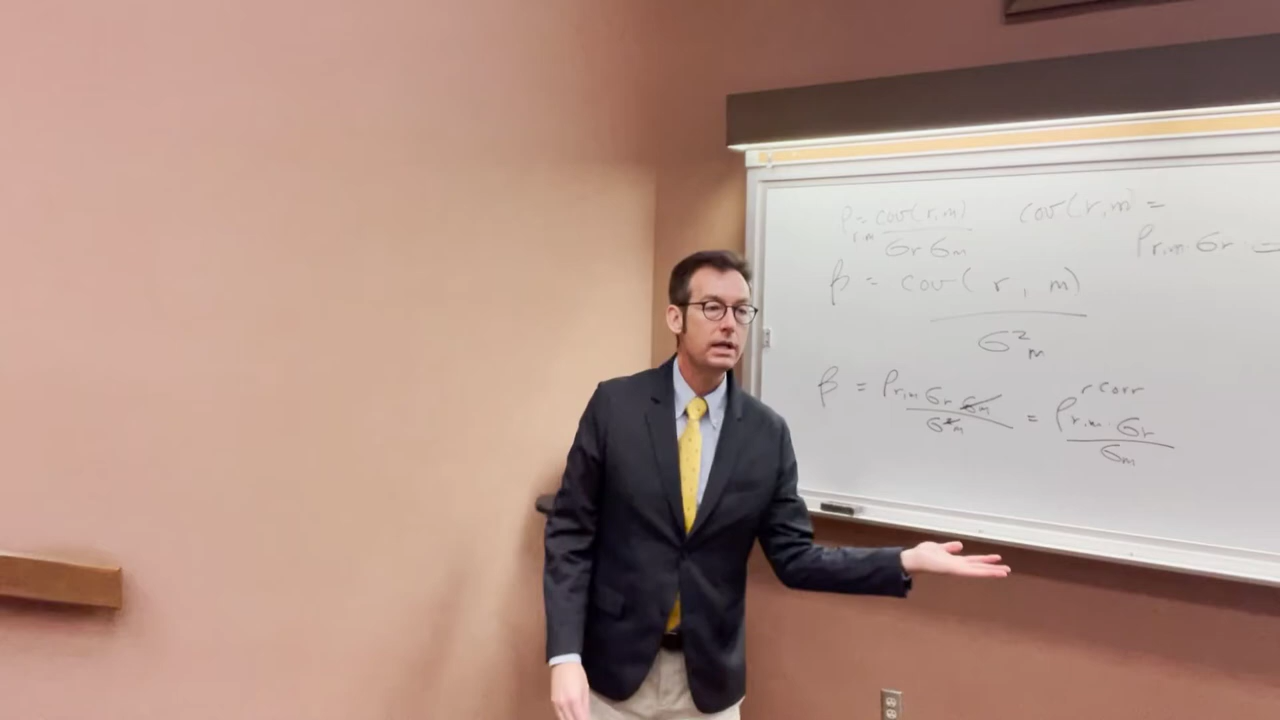 ρr,m = cov(r,m) / σr σm    cov(r,m) =
ρr,m · σr ·
β = cov( r , m) / σ²m
β = ρr,m σr σm / σ²m = ρr,m · σr / σm
r corr